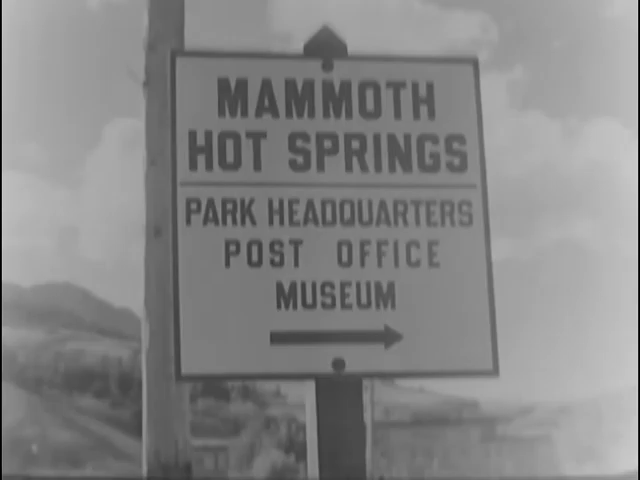 MAMMOTH
HOT SPRINGS
PARK HEADQUARTERS
POST OFFICE
MUSEUM